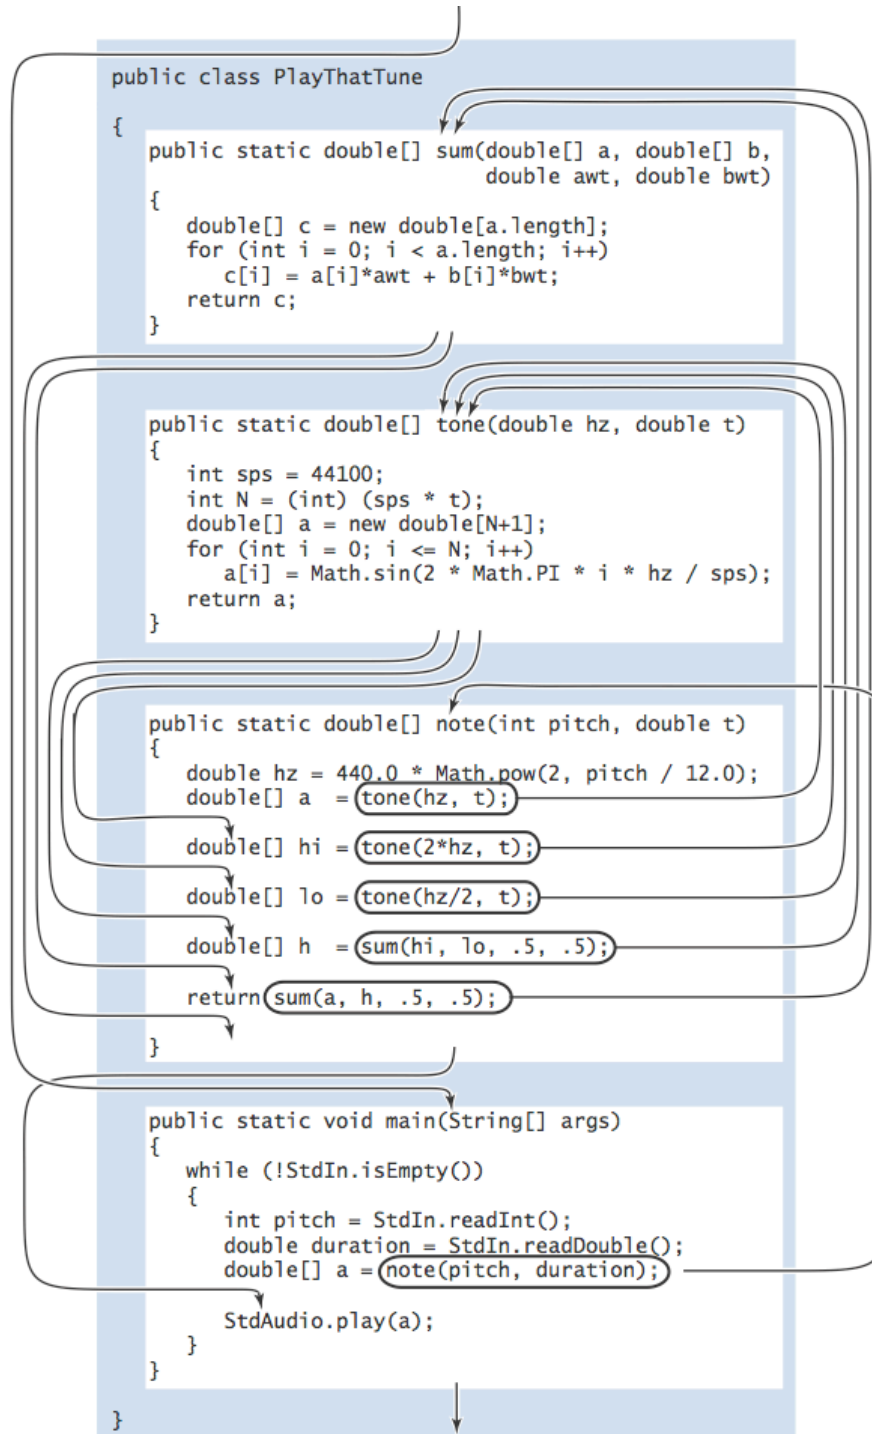 public class PlayThatTune
{
public static double[] sum(double[] a, double[] b,
double awt, double bwt)
{
double[] c = new double[a.length];
for (int i = 0; i < a.length; i++)
c[i] = a[i]*awt + b[i]*bwt;
return c;
}
public static double[] tone(double hz, double t)
{
int sps = 44100;
int N = (int) (sps * t);
double[] a = new double[N+1];
for (int i = 0; i <= N; i++)
a[i] = Math.sin(2 * Math.PI * i * hz / sps);
return a;
}
public static double[] note(int pitch, double t)
{
double hz = 440.0 * Math.pow(2, pitch / 12.0);
double[] a = tone(hz, t);
double[] hi = tone(2*hz, t);
double[] lo = tone(hz/2, t);
double[] h = sum(hi, lo, .5, .5);
return sum(a, h, .5, .5);
}
public static void main(String[] args)
{
while (!StdIn.isEmpty())
{
int pitch = StdIn.readInt();
double duration = StdIn.readDouble();
double[] a = note(pitch, duration);
StdAudio.play(a);
}
}
}